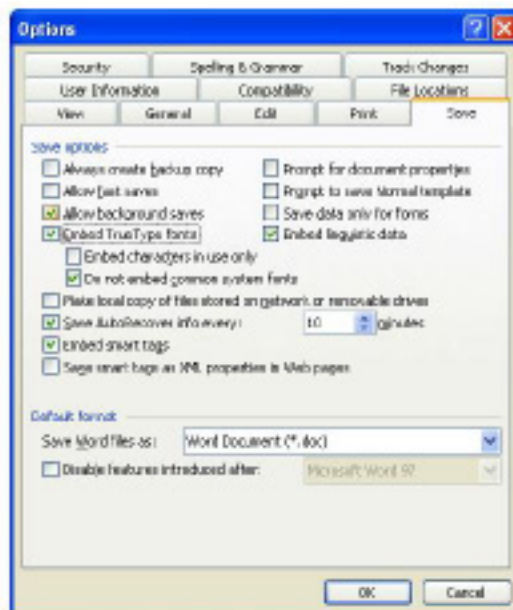 Options
Security Spelling & Grammar Track Changes
User Information Compatibility File Locations
View General Edit Print Save
Save options
Always create backup copy Prompt for document properties
Allow fast saves Prompt to save Normal template
Allow background saves Save data only for forms
Embed TrueType fonts Embed linguistic data
Embed characters in use only
Do not embed common system fonts
Make local copy of files stored on network or removable drives
Save AutoRecover info every: 10 minutes
Embed smart tags
Save smart tags as XML properties in Web pages
Default format
Save Word files as: Word Document (*.doc)
Disable features introduced after: Microsoft Word 97
OK Cancel